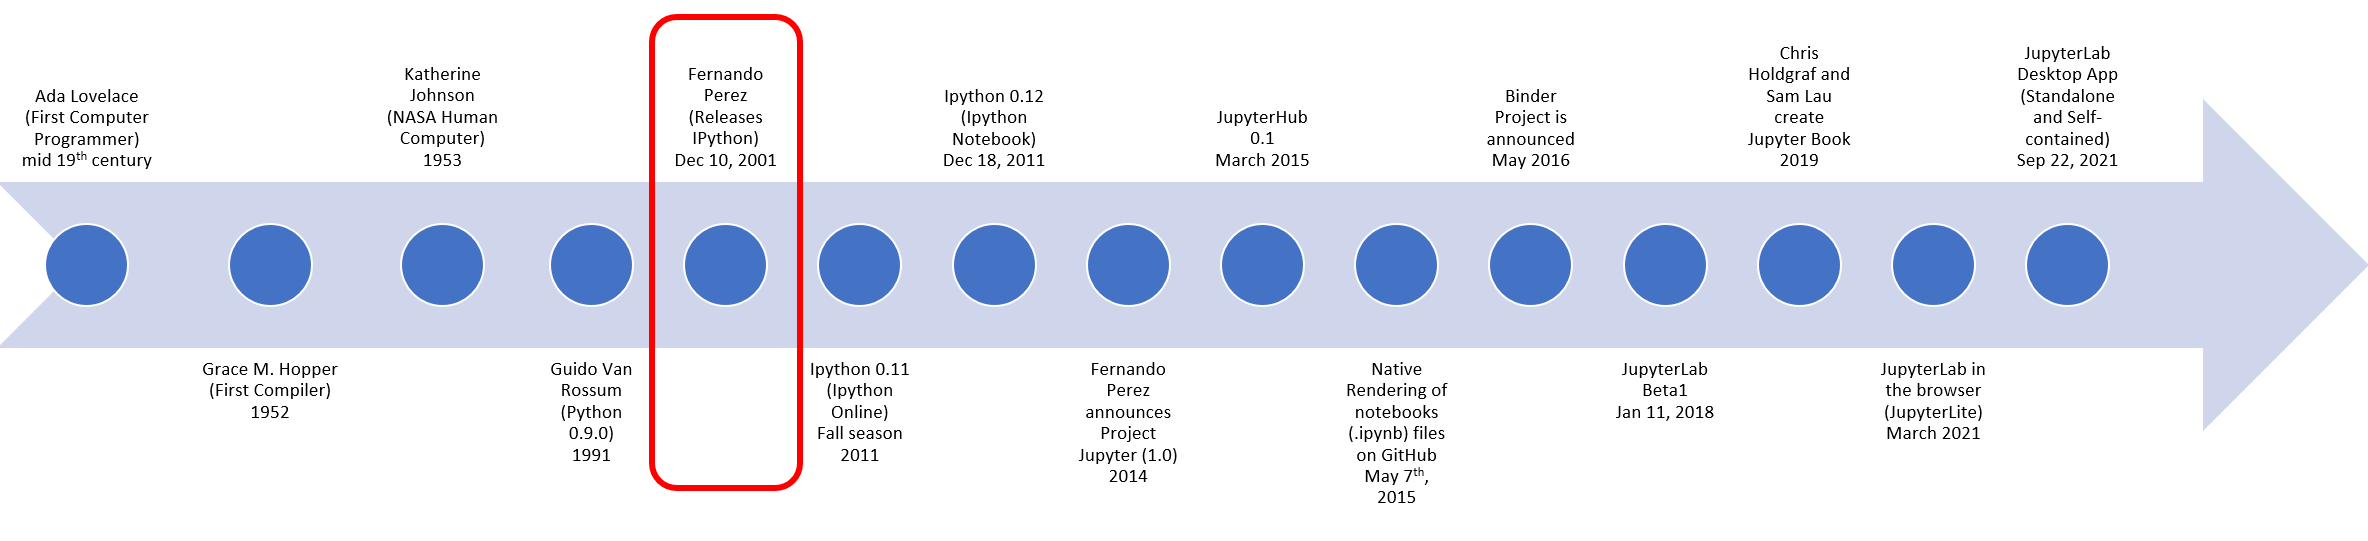 Ada Lovelace
(First Computer
Programmer)
mid 19th century
Grace M. Hopper
(First Compiler)
1952
Katherine
Johnson
(NASA Human
Computer)
1953
Guido Van
Rossum
(Python
0.9.0)
1991
Fernando
Perez
(Releases
IPython)
Dec 10, 2001
Ipython 0.11
(Ipython
Online)
Fall season
2011
Ipython 0.12
(Ipython
Notebook)
Dec 18, 2011
Fernando
Perez
announces
Project
Jupyter (1.0)
2014
JupyterHub
0.1
March 2015
Native
Rendering of
notebooks
(.ipynb) files
on GitHub
May 7th,
2015
Binder
Project is
announced
May 2016
JupyterLab
Beta1
Jan 11, 2018
Chris
Holdgraf and
Sam Lau
create
Jupyter Book
2019
JupyterLab in
the browser
(JupyterLite)
March 2021
JupyterLab
Desktop App
(Standalone
and Self-
contained)
Sep 22, 2021